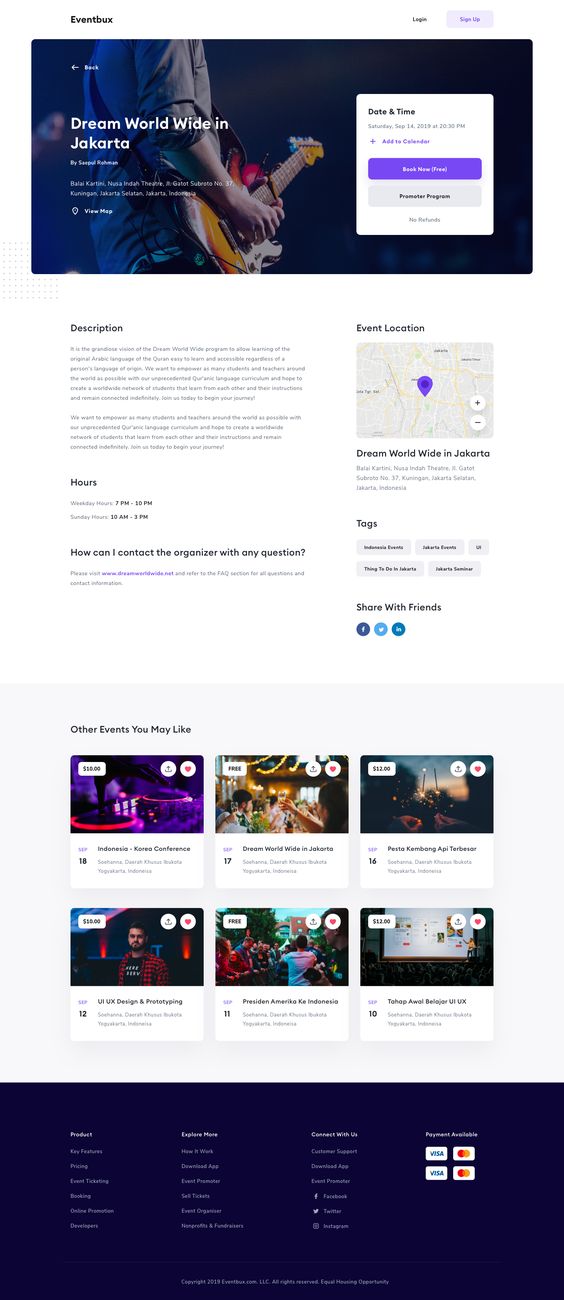 Eventbux
Login
Sign Up
Back
Dream World Wide in
Jakarta
By Saepul Rohman
Balai Kartini, Nusa Indah Theatre, Jl. Gatot Subroto No. 37,
Kuningan, Jakarta Selatan, Jakarta, Indonesia
View Map
Date & Time
Saturday, Sep 14, 2019 at 20:30 PM
Add to Calendar
Book Now (Free)
Promoter Program
No Refunds
Description
It is the grandiose vision of the Dream World Wide program to allow learning of the
original Arabic language of the Quran easy to learn and accessible regardless of a
person's language of origin. We want to empower as many students and teachers around
the world as possible with our unprecedented Qur'anic language curriculum and hope to
create a worldwide network of students that learn from each other and their instructions
and remain connected indefinitely. Join us today to begin your journey!
We want to empower as many students and teachers around the world as possible with
our unprecedented Qur'anic language curriculum and hope to create a worldwide
network of students that learn from each other and their instructions and remain
connected indefinitely. Join us today to begin your journey!
Hours
Weekday Hours: 7 PM - 10 PM
Sunday Hours: 10 AM - 3 PM
How can I contact the organizer with any question?
Please visit www.dreamworldwide.net and refer to the FAQ section for all questions and
contact information.
Event Location
Jakarta
Dream World Wide in Jakarta
Balai Kartini, Nusa Indah Theatre, Jl. Gatot
Subroto No. 37, Kuningan, Jakarta Selatan,
Jakarta, Indonesia
Tags
Indonesia Events
Jakarta Events
UI
Thing To Do In Jakarta
Jakarta Seminar
Share With Friends
Other Events You May Like
$10.00
SEP
18
Indonesia - Korea Conference
Soehanna, Daerah Khusus Ibukota
Yogyakarta, Indoneisa
FREE
SEP
17
Dream World Wide in Jakarta
Soehanna, Daerah Khusus Ibukota
Yogyakarta, Indoneisa
$12.00
SEP
16
Pesta Kembang Api Terbesar
Soehanna, Daerah Khusus Ibukota
Yogyakarta, Indoneisa
$10.00
HERE
SEP
12
UI UX Design & Prototyping
Soehanna, Daerah Khusus Ibukota
Yogyakarta, Indoneisa
FREE
SEP
11
Presiden Amerika Ke Indonesia
Soehanna, Daerah Khusus Ibukota
Yogyakarta, Indoneisa
$12.00
SEP
10
Tahap Awal Belajar UI UX
Soehanna, Daerah Khusus Ibukota
Yogyakarta, Indoneisa
Product
Key Features
Pricing
Event Ticketing
Booking
Online Promotion
Developers
Explore More
How It Work
Download App
Event Promoter
Sell Tickets
Event Organiser
Nonprofits & Fundraisers
Connect With Us
Customer Support
Download App
Event Promoter
Facebook
Twitter
Instagram
Payment Available
VISA
VISA
Copyright 2019 Eventbux.com. LLC. All rights reserved. Equal Housing Opportunity